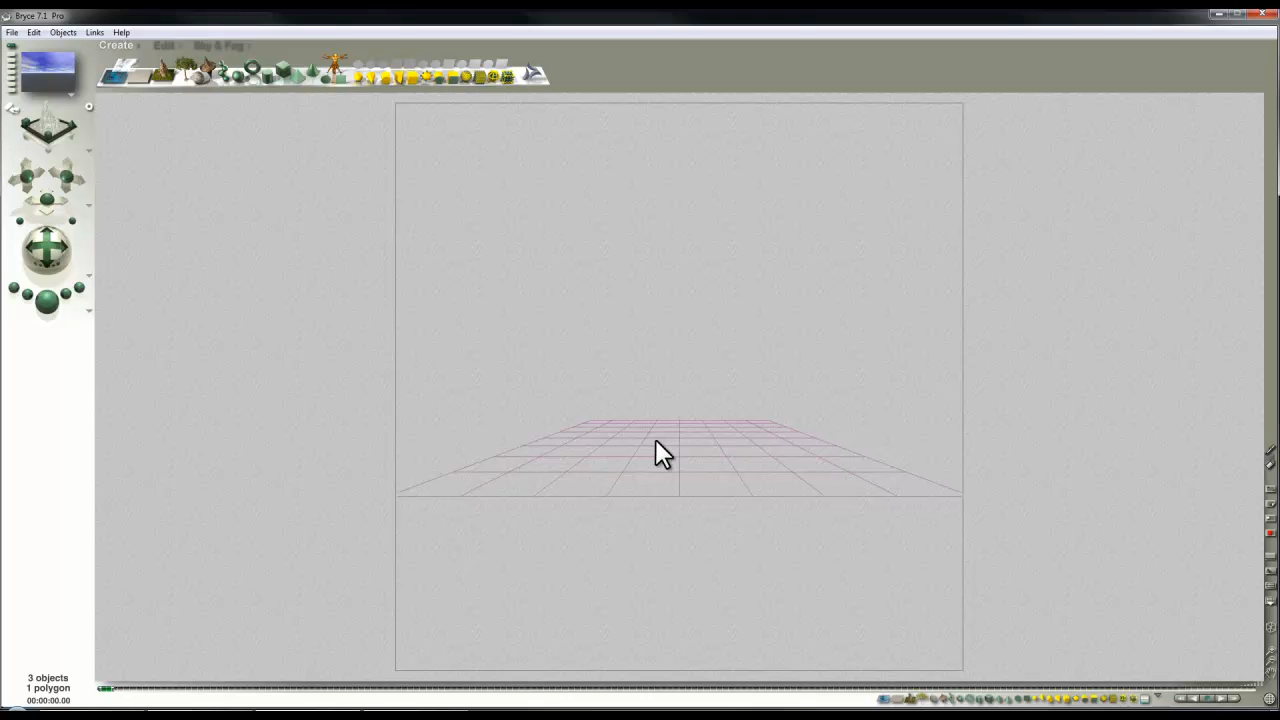 Bryce 7.1 Pro
File Edit Objects Links Help
Create Edit Sky & Fog
3 objects
1 polygon
00:00:00.00